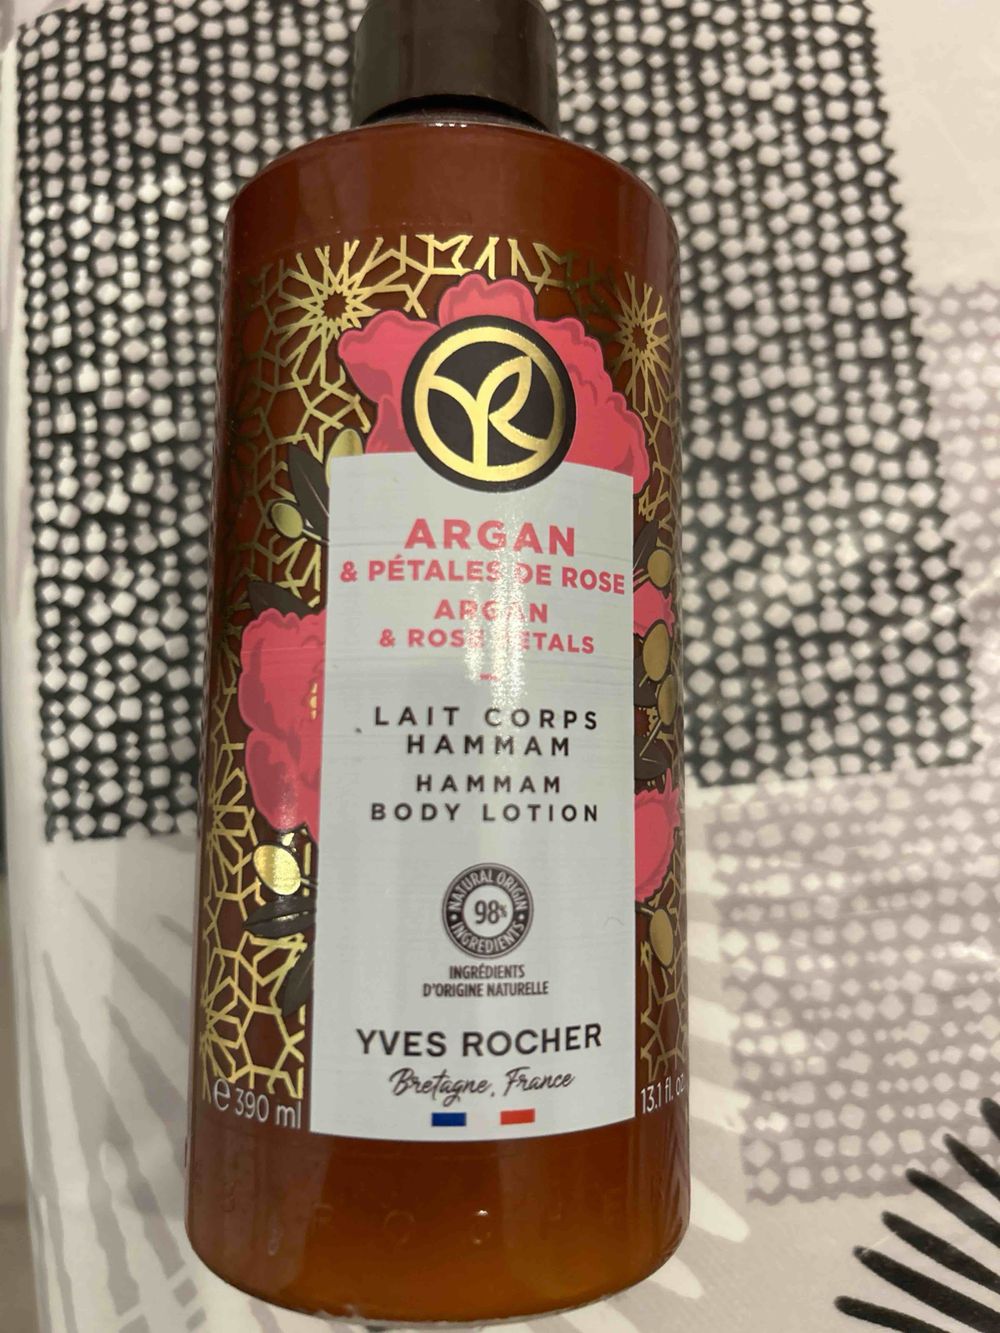 ARGAN
& PÉTALES DE ROSE
ARGAN
& ROSE PETALS
LAIT CORPS
HAMMAM
HAMMAM
BODY LOTION
NATURAL ORIGIN
98%
INGREDIENTS
INGRÉDIENTS
D'ORIGINE NATURELLE
YVES ROCHER
Bretagne, France
e 390 ml
13.1 fl. oz